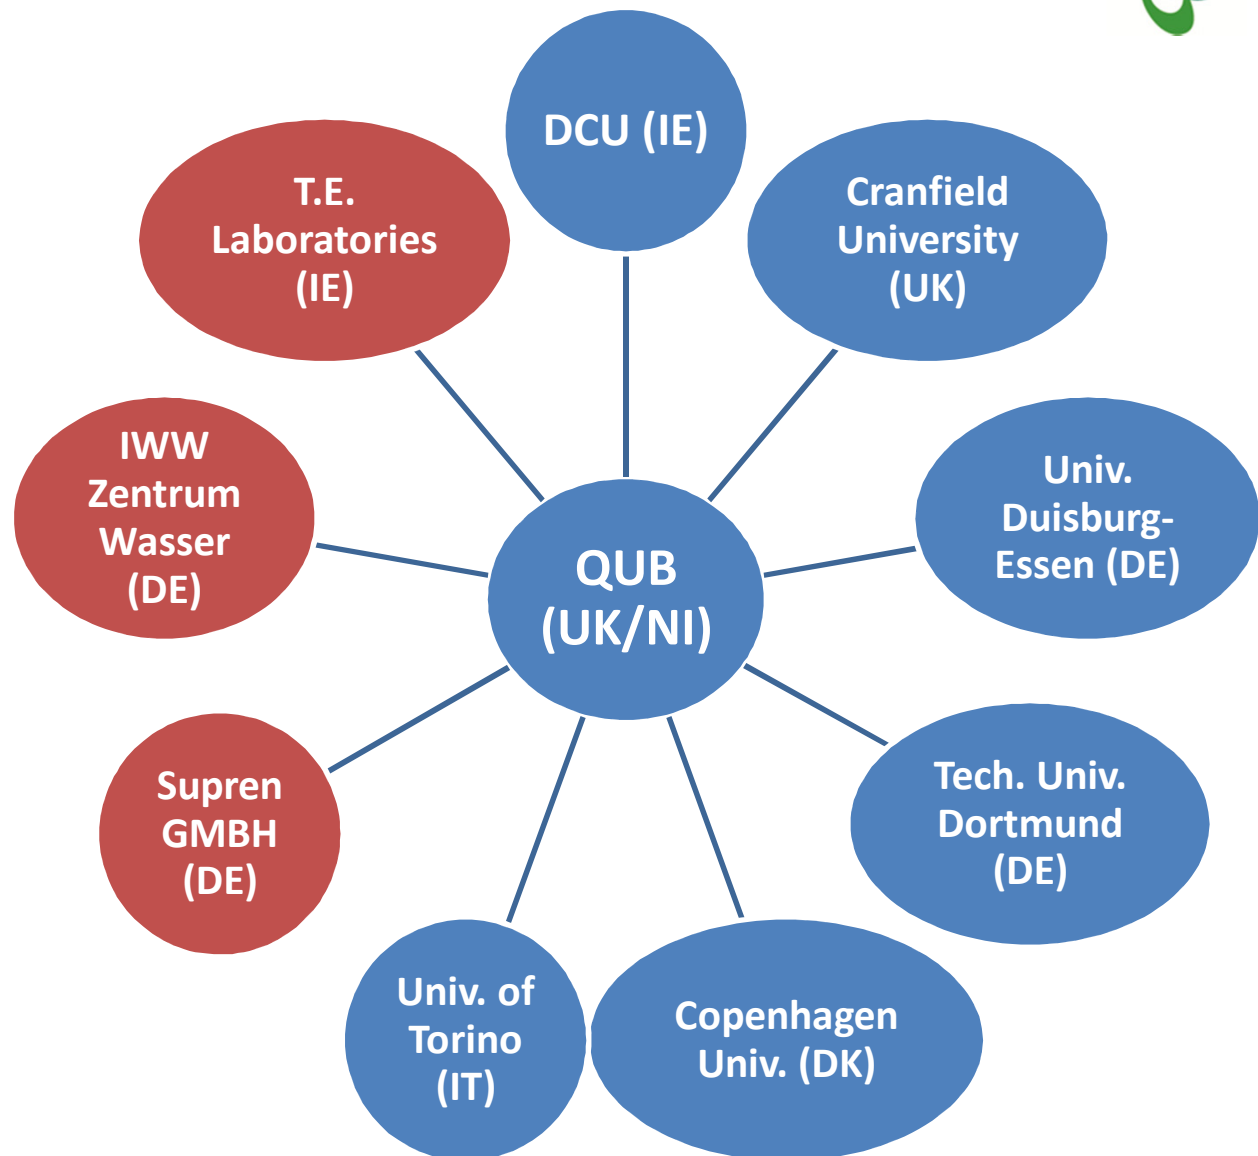 DCU (IE)
Cranfield
University
(UK)
Univ.
Duisburg-
Essen (DE)
Tech. Univ.
Dortmund
(DE)
Copenhagen
Univ. (DK)
Univ. of
Torino
(IT)
Supren
GMBH
(DE)
IWW
Zentrum
Wasser
(DE)
T.E.
Laboratories
(IE)
QUB
(UK/NI)